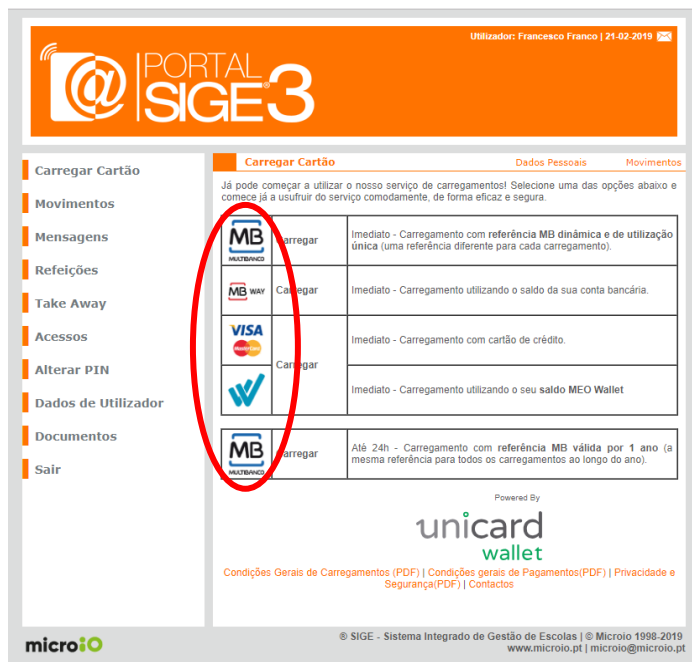 Utilizador: Francesco Franco | 21-02-2019
PORTAL
SIGE®3
Carregar Cartão
Movimentos
Mensagens
Refeições
Take Away
Acessos
Alterar PIN
Dados de Utilizador
Documentos
Sair
Carregar Cartão
Dados Pessoais
Movimentos
Já pode começar a utilizar o nosso serviço de carregamentos! Selecione uma das opções abaixo e
comece já a usufruir do serviço comodamente, de forma eficaz e segura.
MB
MULTIBANCO
Carregar
Imediato - Carregamento com referência MB dinâmica e de utilização
única (uma referência diferente para cada carregamento).
MB WAY
Carregar
Imediato - Carregamento utilizando o saldo da sua conta bancária.
VISA
MasterCard
Carregar
Imediato - Carregamento com cartão de crédito.
Imediato - Carregamento utilizando o seu saldo MEO Wallet
MB
MULTIBANCO
Carregar
Até 24h - Carregamento com referência MB válida por 1 ano (a
mesma referência para todos os carregamentos ao longo do ano).
Powered By
unicard
wallet
Condições Gerais de Carregamentos (PDF) | Condições gerais de Pagamentos(PDF) | Privacidade e
Segurança(PDF) | Contactos
microiO
® SIGE - Sistema Integrado de Gestão de Escolas | © Microio 1998-2019
www.microio.pt | microio@microio.pt